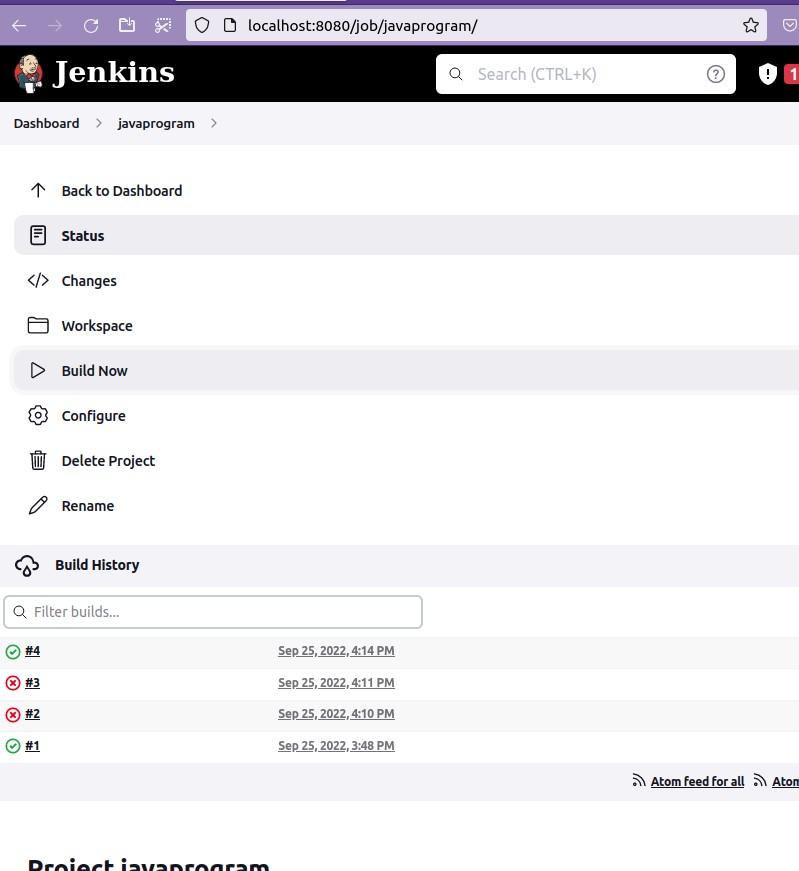 localhost:8080/job/javaprogram/
Jenkins
Search (CTRL+K)
?
1
Dashboard > javaprogram >
Back to Dashboard
Status
Changes
Workspace
Build Now
Configure
Delete Project
Rename
Build History
Filter builds...
#4 Sep 25, 2022, 4:14 PM
#3 Sep 25, 2022, 4:11 PM
#2 Sep 25, 2022, 4:10 PM
#1 Sep 25, 2022, 3:48 PM
Atom feed for all Atom
Project javaprogram